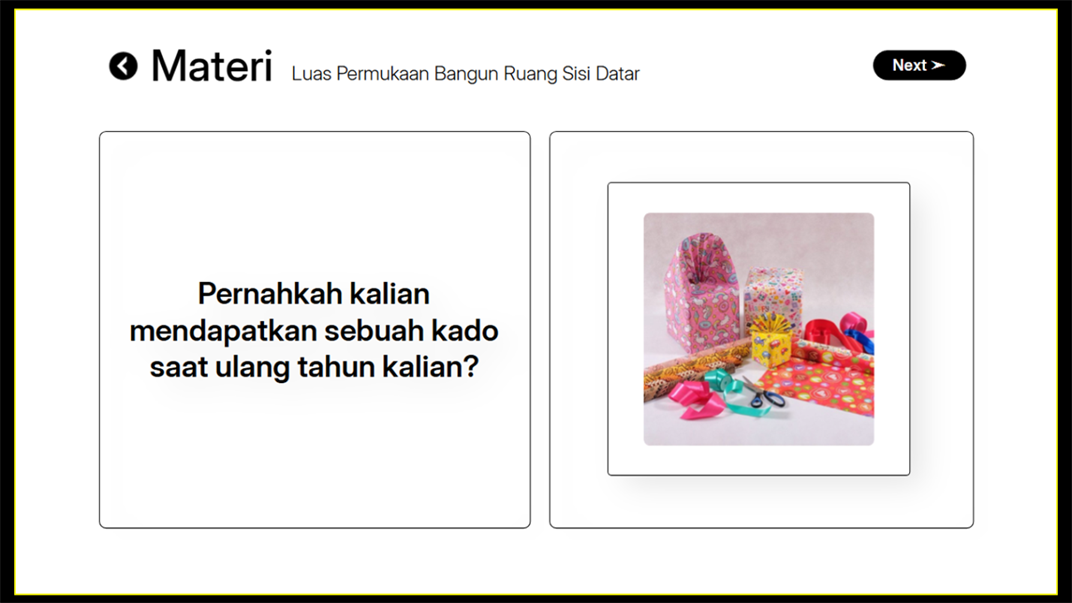 Materi
Luas Permukaan Bangun Ruang Sisi Datar
Next
Pernahkah kalian
mendapatkan sebuah kado
saat ulang tahun kalian?